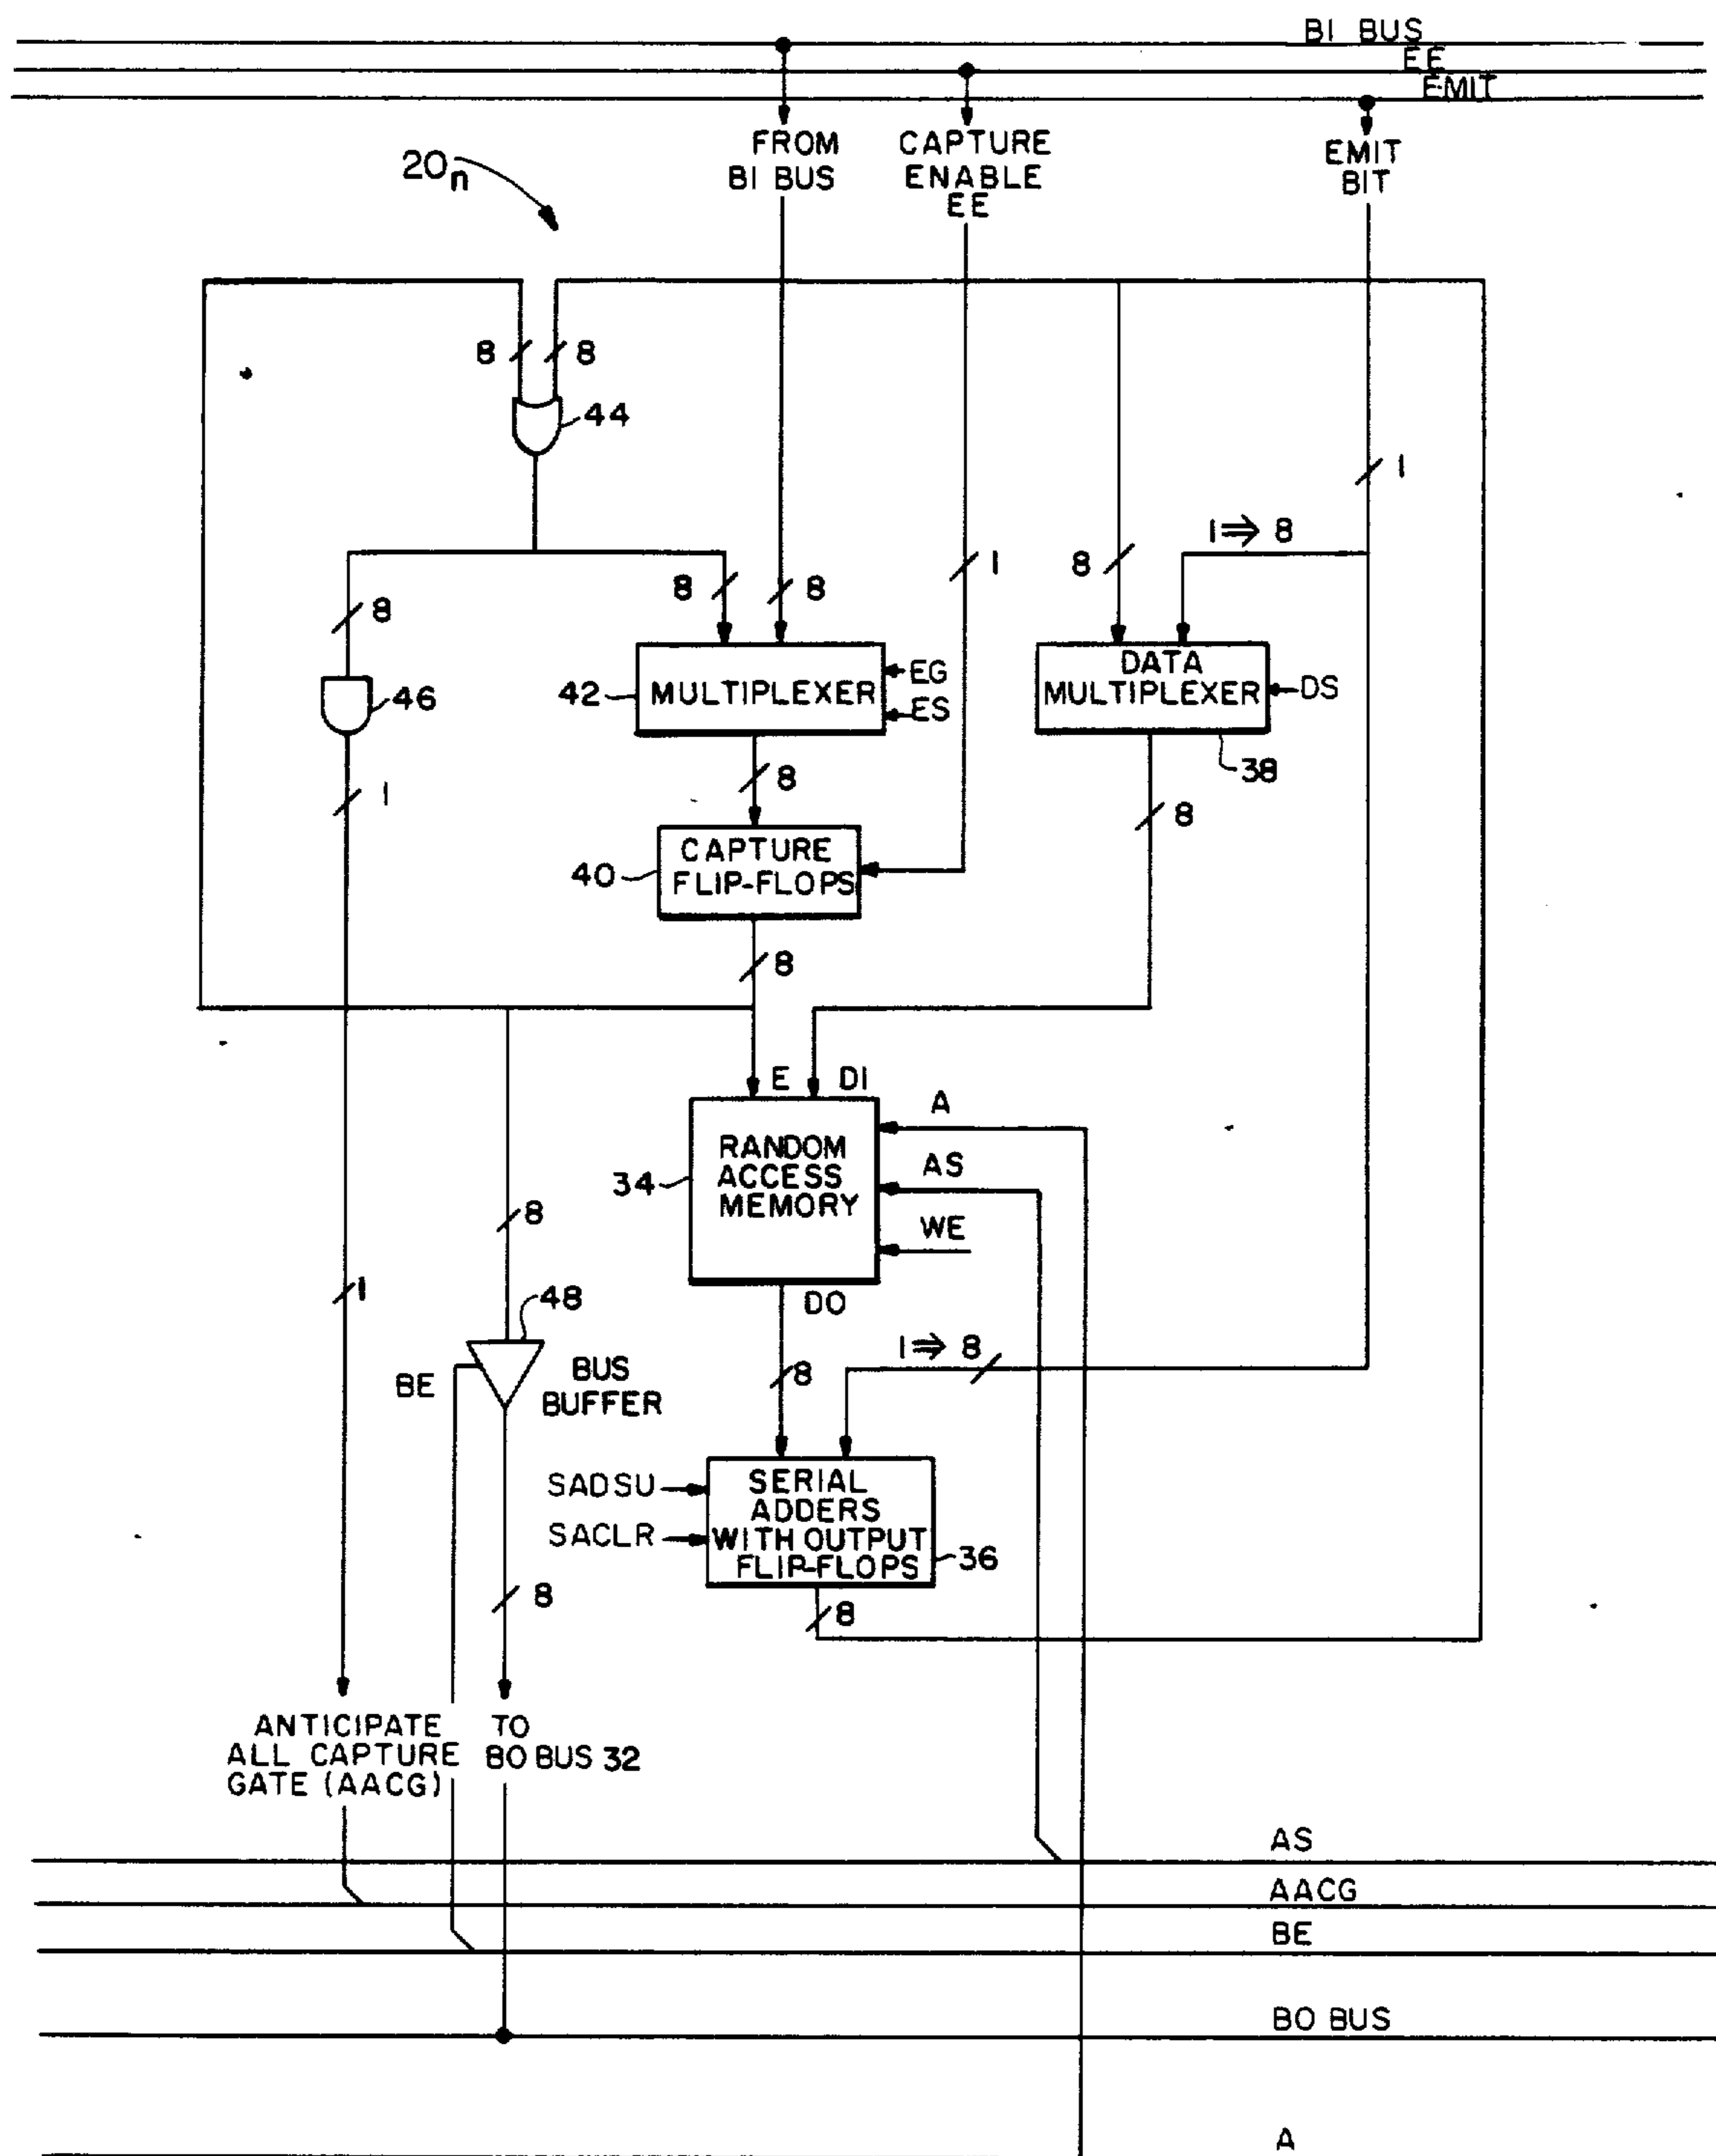 BI BUS
EE
EMIT
FROM
BI BUS
CAPTURE
ENABLE
EE
EMIT
BIT
20n
8
8
44
1
1⇒ 8
8
8
8
8
1
46
42
MULTIPLEXER
EG
ES
DATA
MULTIPLEXER
DS
38
1
8
8
40
CAPTURE
FLIP-FLOPS
8
E
DI
A
AS
WE
34
RANDOM
ACCESS
MEMORY
DO
8
1
48
BE
BUS
BUFFER
8
1⇒ 8
SADSU
SACLR
SERIAL
ADDERS
WITH OUTPUT
FLIP-FLOPS
36
8
8
ANTICIPATE
ALL CAPTURE
GATE (AACG)
TO
BO BUS 32
AS
AACG
BE
BO BUS
A